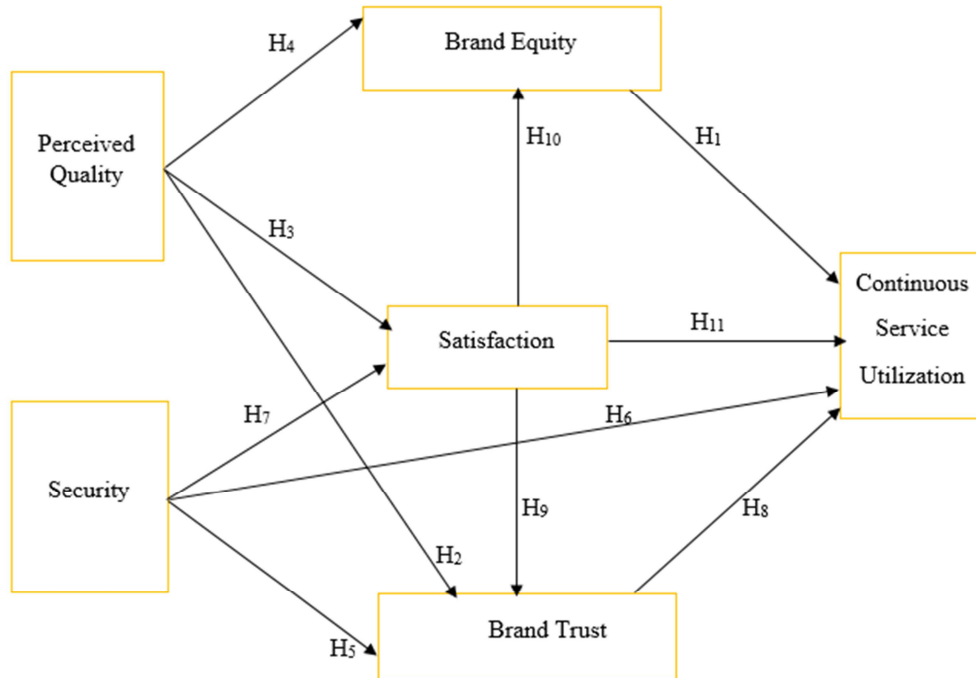 Brand Equity
H4
Perceived
Quality
H10
H1
H3
Continuous
Service
Utilization
Satisfaction
H11
H7
H6
Security
H9
H8
H2
Brand Trust
H5